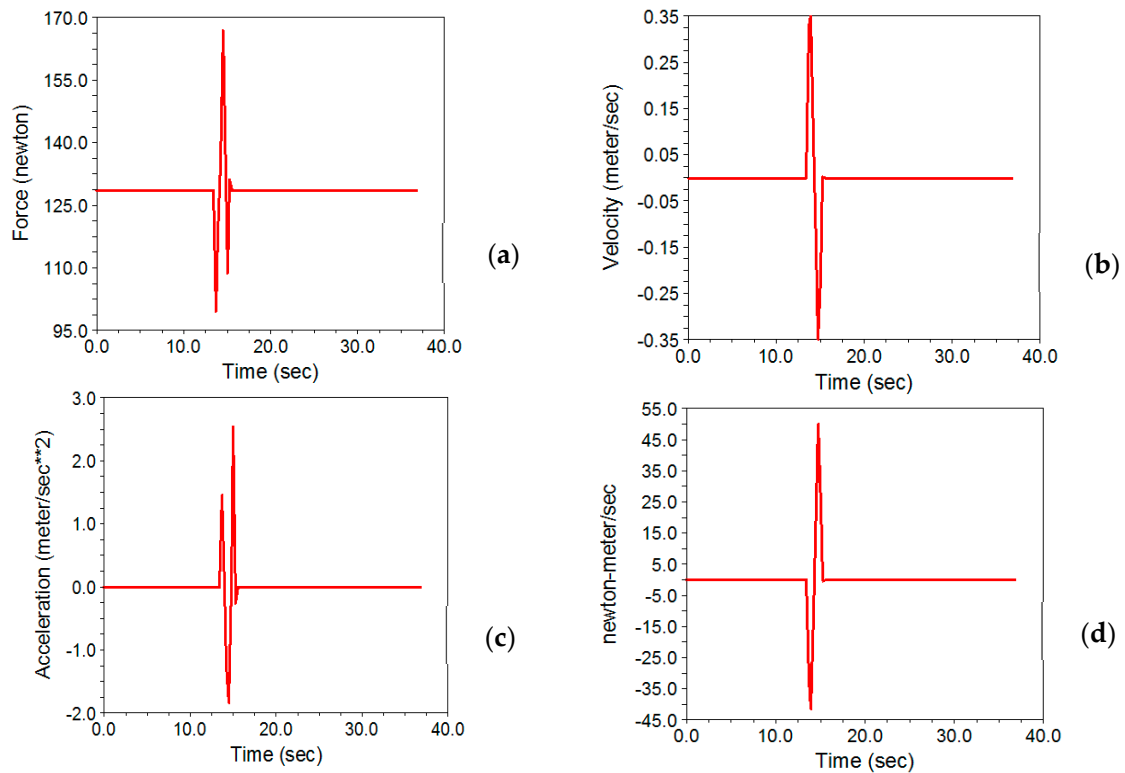 170.0
155.0
140.0
125.0
110.0
95.0
Force (newton)
0.0 10.0 20.0 30.0 40.0
Time (sec)
(a)
0.35
0.25
0.15
0.05
-0.05
-0.15
-0.25
-0.35
Velocity (meter/sec)
0.0 10.0 20.0 30.0 40.0
Time (sec)
(b)
3.0
2.0
1.0
0.0
-1.0
-2.0
Acceleration (meter/sec**2)
0.0 10.0 20.0 30.0 40.0
Time (sec)
(c)
55.0
45.0
35.0
25.0
15.0
5.0
-5.0
-15.0
-25.0
-35.0
-45.0
newton-meter/sec
0.0 10.0 20.0 30.0 40.0
Time (sec)
(d)